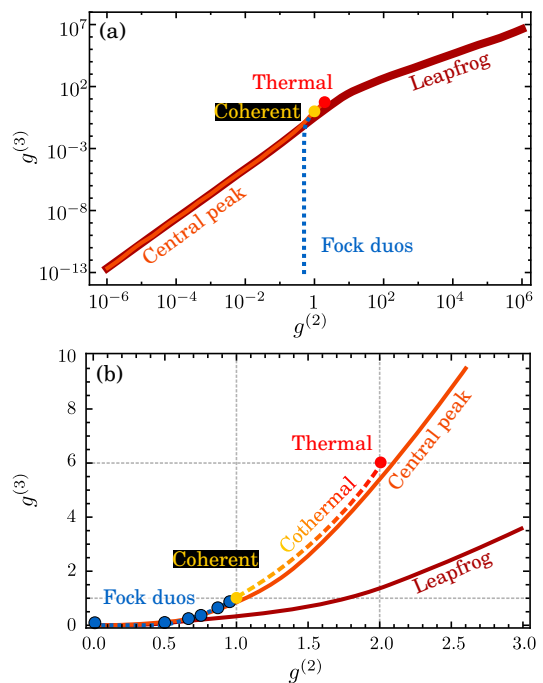 (a)
10^7
10^2
10^{-3}
10^{-8}
10^{-13}
g^{(3)}
Thermal
Coherent
Leapfrog
Central peak
Fock duos
10^{-6}
10^{-4}
10^{-2}
1
10^2
10^4
10^6
g^{(2)}
(b)
10
8
6
4
2
1
0
g^{(3)}
Thermal
Central peak
Cothermal
Coherent
Fock duos
Leapfrog
0.0
0.5
1.0
1.5
2.0
2.5
3.0
g^{(2)}